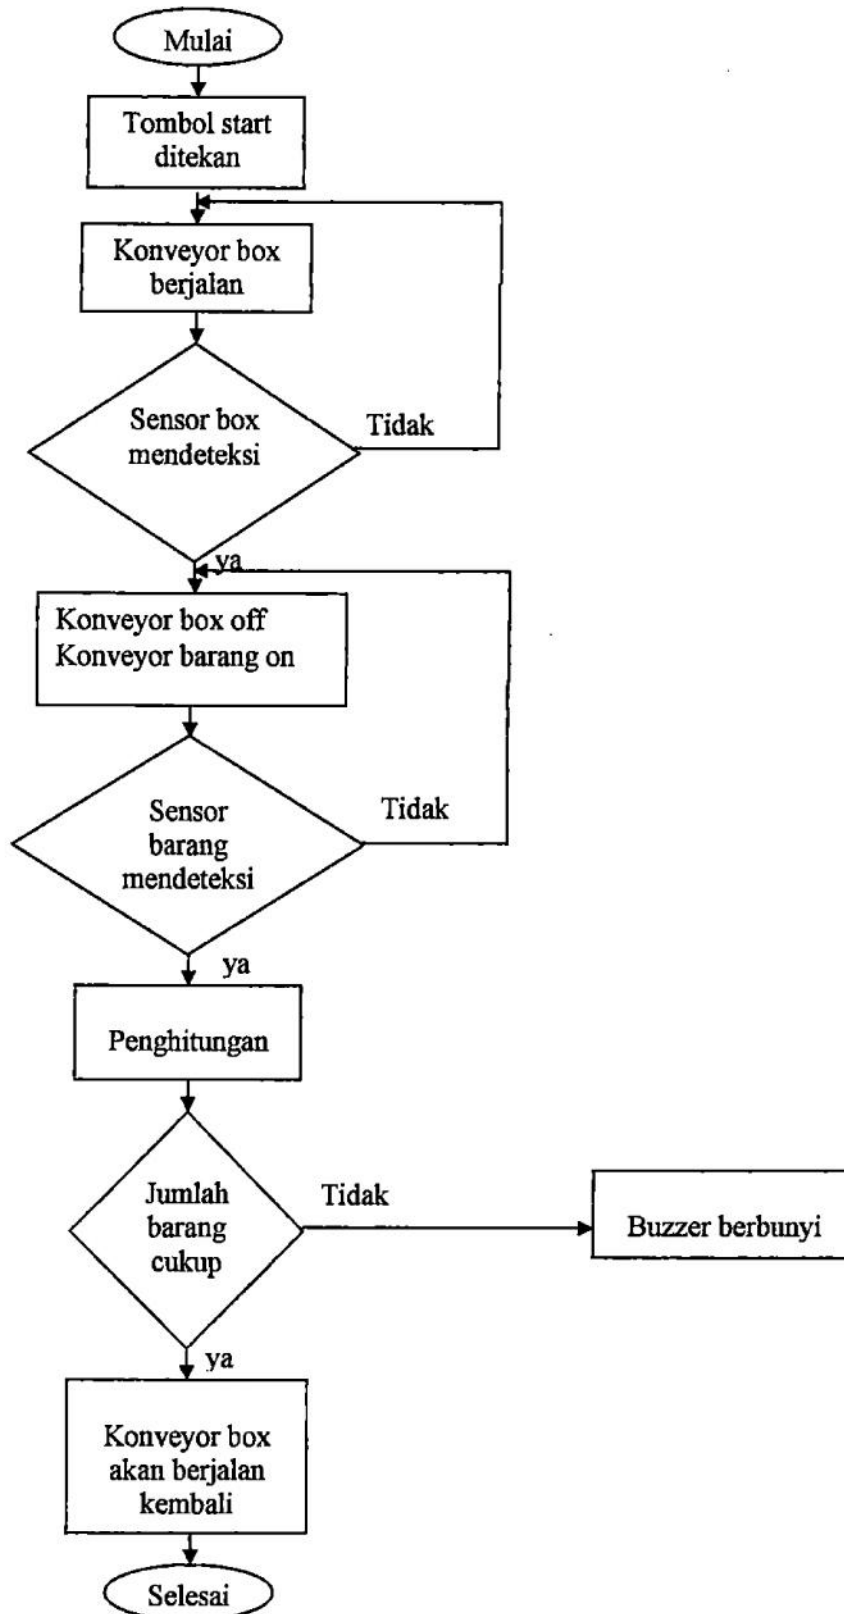 Mulai
Tombol start
ditekan
Konveyor box
berjalan
Sensor box
mendeteksi
Tidak
ya
Konveyor box off
Konveyor barang on
Sensor
barang
mendeteksi
Tidak
ya
Penghitungan
Jumlah
barang
cukup
Tidak
Buzzer berbunyi
ya
Konveyor box
akan berjalan
kembali
Selesai